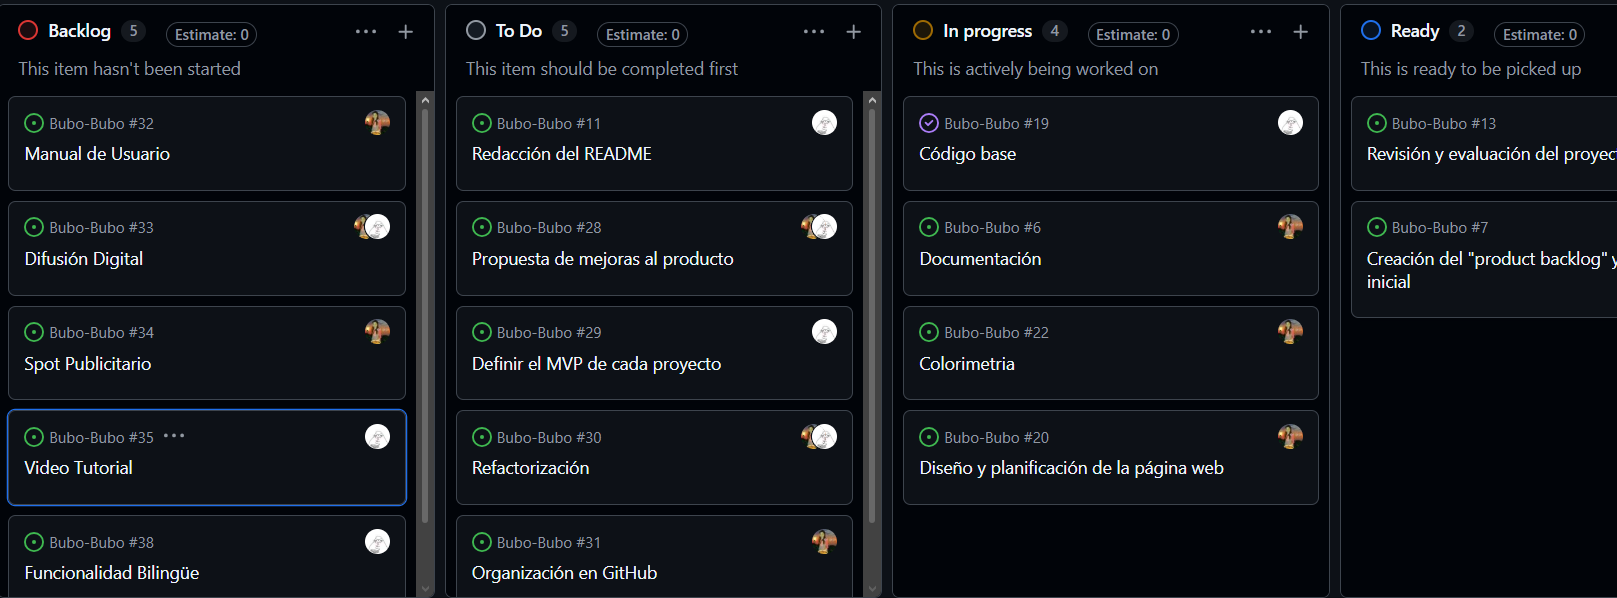 Backlog 5 Estimate: 0
This item hasn't been started
Bubo-Bubo #32
Manual de Usuario
Bubo-Bubo #33
Difusión Digital
Bubo-Bubo #34
Spot Publicitario
Bubo-Bubo #35
Video Tutorial
Bubo-Bubo #38
Funcionalidad Bilingüe
To Do 5 Estimate: 0
This item should be completed first
Bubo-Bubo #11
Redacción del README
Bubo-Bubo #28
Propuesta de mejoras al producto
Bubo-Bubo #29
Definir el MVP de cada proyecto
Bubo-Bubo #30
Refactorización
Bubo-Bubo #31
Organización en GitHub
In progress 4 Estimate: 0
This is actively being worked on
Bubo-Bubo #19
Código base
Bubo-Bubo #6
Documentación
Bubo-Bubo #22
Colorimetria
Bubo-Bubo #20
Diseño y planificación de la página web
Ready 2 Estimate: 0
This is ready to be picked up
Bubo-Bubo #13
Revisión y evaluación del proyec
Bubo-Bubo #7
Creación del "product backlog" y
inicial